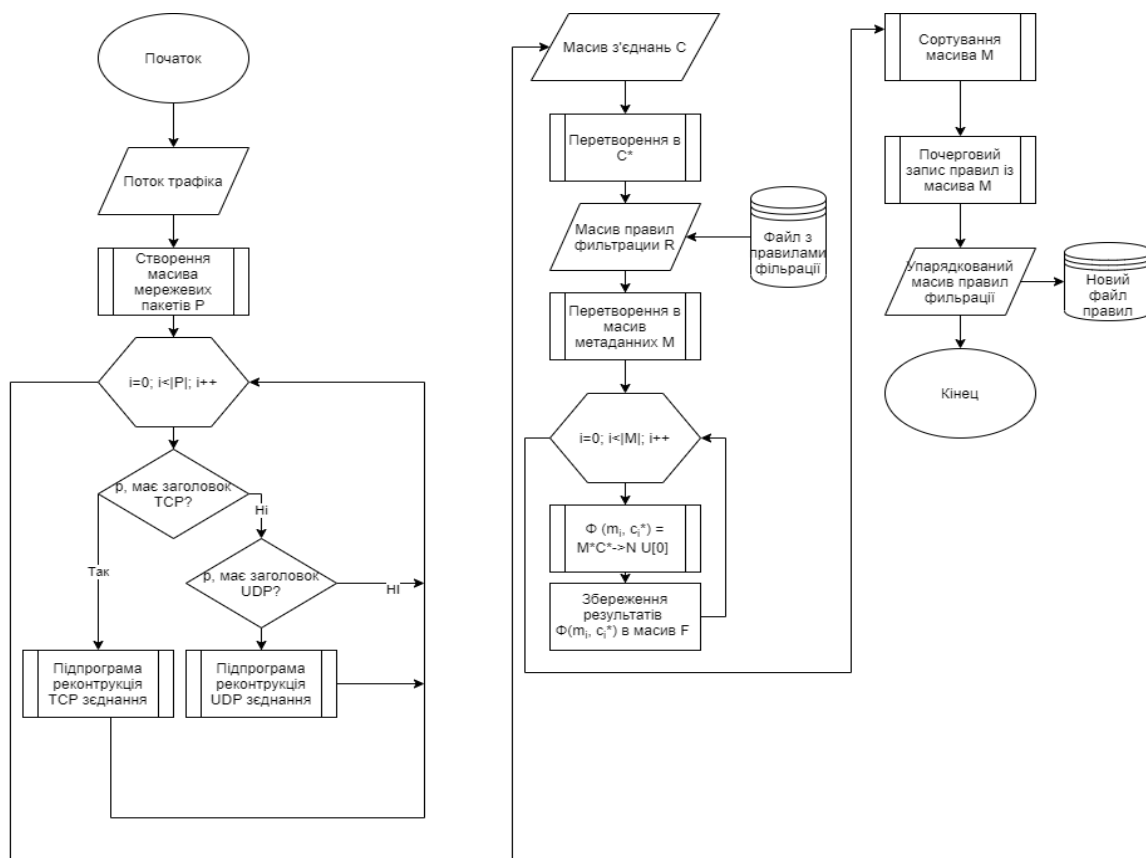 Початок
Поток трафіка
Створення
масива
мережевих
пакетів P
i=0; i<|P|; i++
p, має заголовок
TCP?
Ні
Так
p, має заголовок
UDP?
НІ
Підпрограма
реконтрукція
TCP зєднання
Підпрограма
реконтрукція
UDP зєднання
Масив з'єднань C
Перетворення в
C*
Масив правил
фильтрации R
Файл з
правилами
фільрації
Перетворення в
масив
метаданних M
i=0; i<|M|; i++
Ф (mᵢ, cᵢ*) =
M*C*->N U[0]
Збереження
результатів
Ф(mᵢ, cᵢ*) в масив F
Сортування
масива M
Почерговий
запис правил із
масива M
Упарядкований
масив правил
фильрації
Новий
файл
правил
Кінец